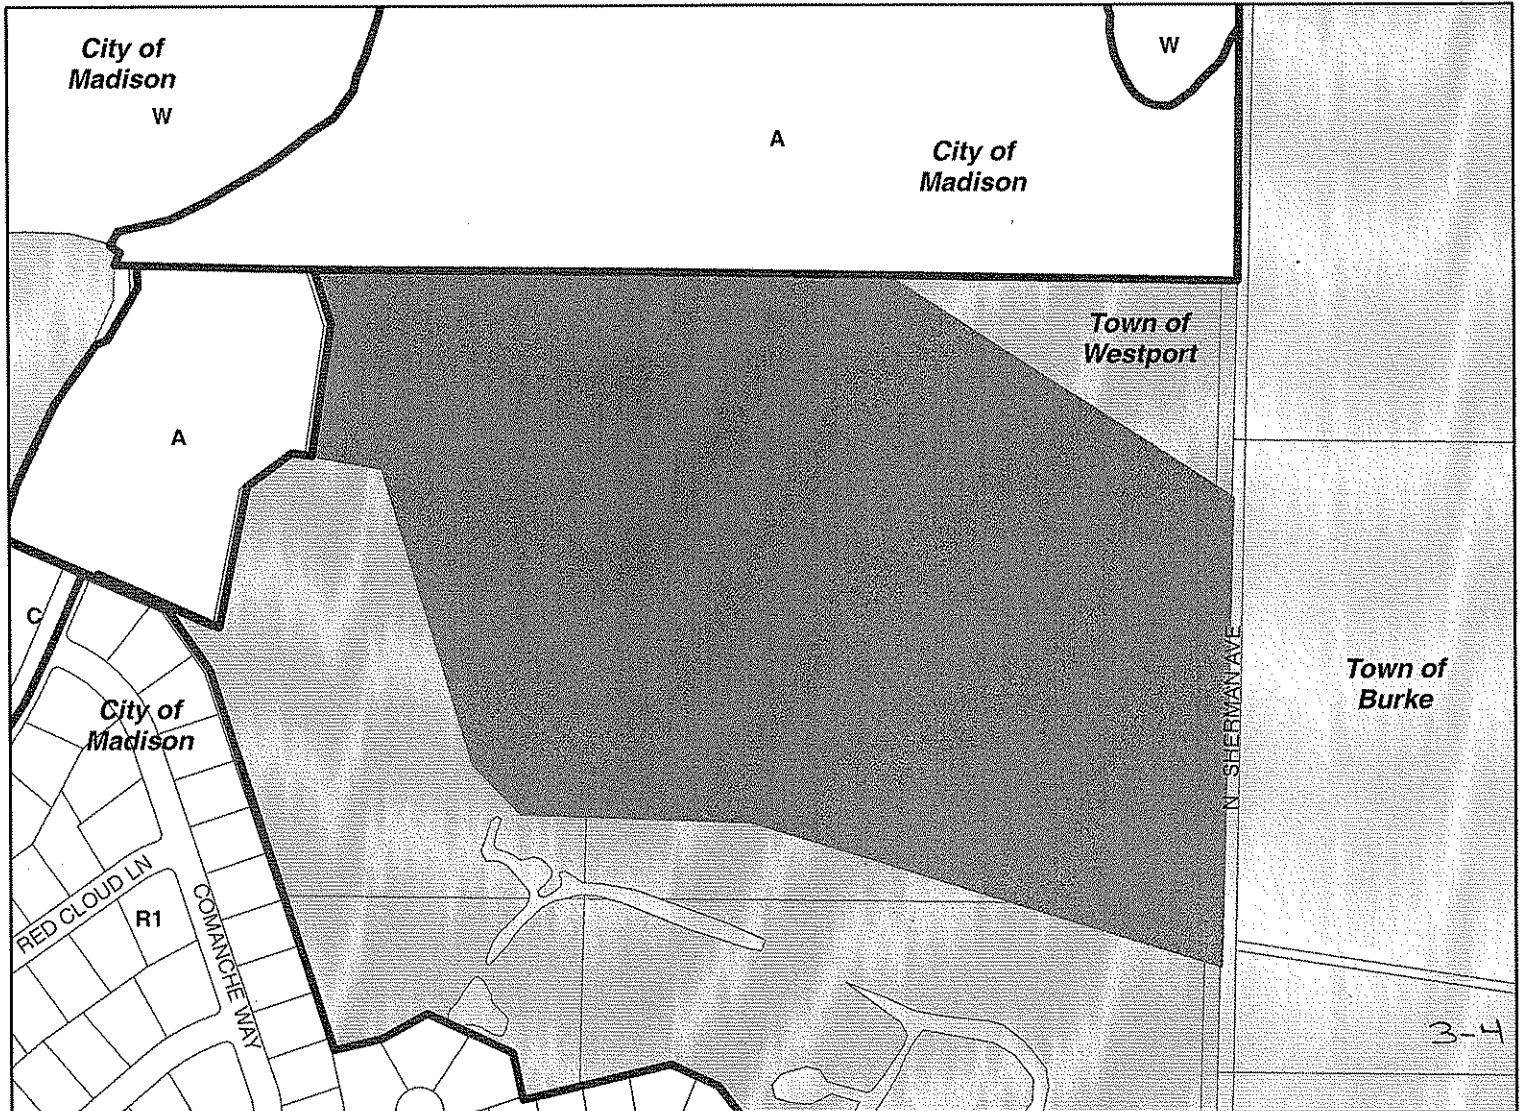 City of
Madison
W
W
A
City of
Madison
Town of
Westport
A
C
N SHERMAN AVE
Town of
Burke
City of
Madison
RED CLOUD LN
R1
COMANCHE WAY
3-4